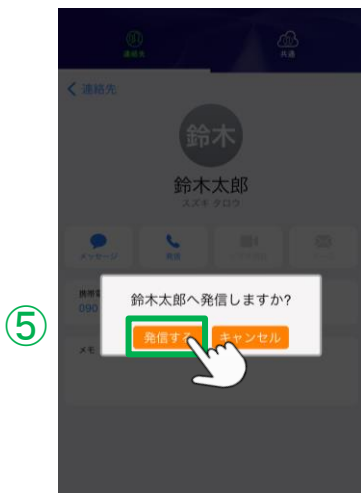 連絡先 共通
連絡先
鈴木
鈴木太郎
スズキ タロウ
メッセージ 発信
携帯電
090
鈴木太郎へ発信しますか?
⑤
発信する キャンセル
メモ